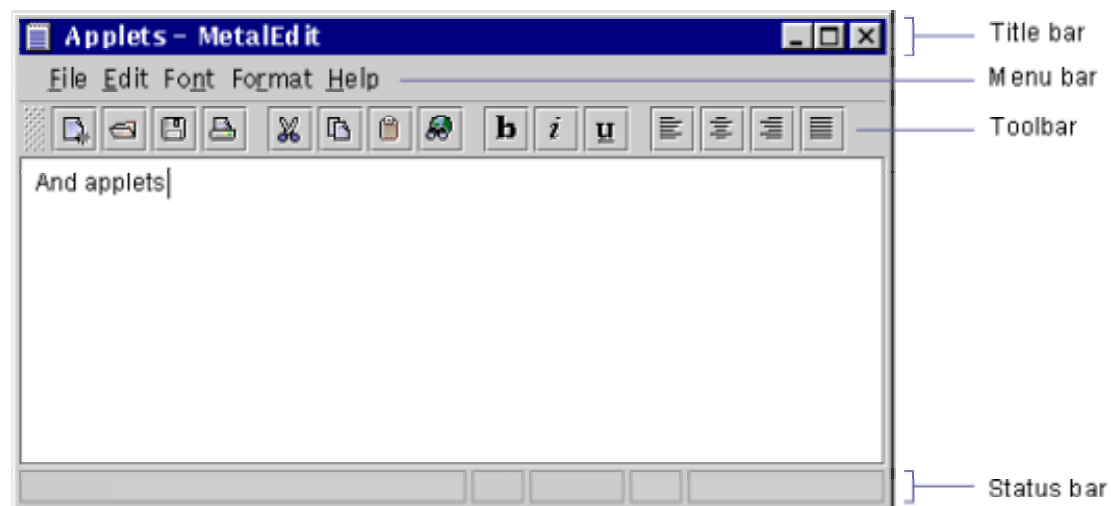 Applets – MetalEdit
Title bar
File Edit Font Format Help
Menu bar
b i u
Toolbar
And applets
Status bar